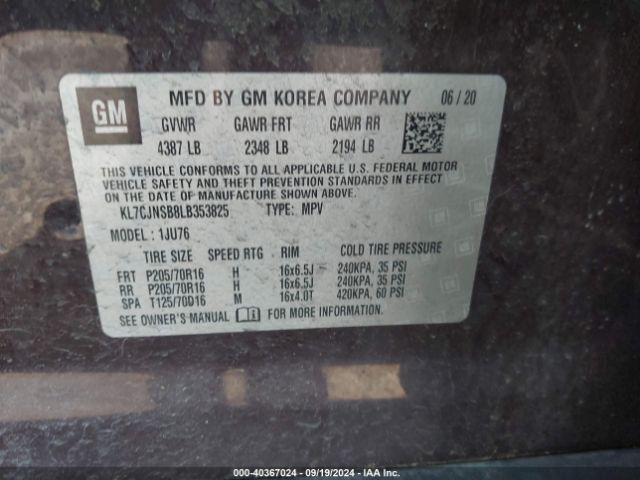 GM
MFD BY GM KOREA COMPANY 06 / 20
GVWR GAWR FRT GAWR RR
4387 LB 2348 LB 2194 LB
THIS VEHICLE CONFORMS TO ALL APPLICABLE U.S. FEDERAL MOTOR
VEHICLE SAFETY AND THEFT PREVENTION STANDARDS IN EFFECT
ON THE DATE OF MANUFACTURE SHOWN ABOVE.
KL7CJNSB8LB353825 TYPE: MPV
MODEL : 1JU76
TIRE SIZE SPEED RTG RIM COLD TIRE PRESSURE
FRT P205/70R16 H 16x6.5J 240KPA, 35 PSI
RR P205/70R16 H 16x6.5J 240KPA, 35 PSI
SPA T125/70D16 M 16x4.0T 420KPA, 60 PSI
SEE OWNER'S MANUAL FOR MORE INFORMATION
000-40367024 - 09/19/2024 - IAAI.COM